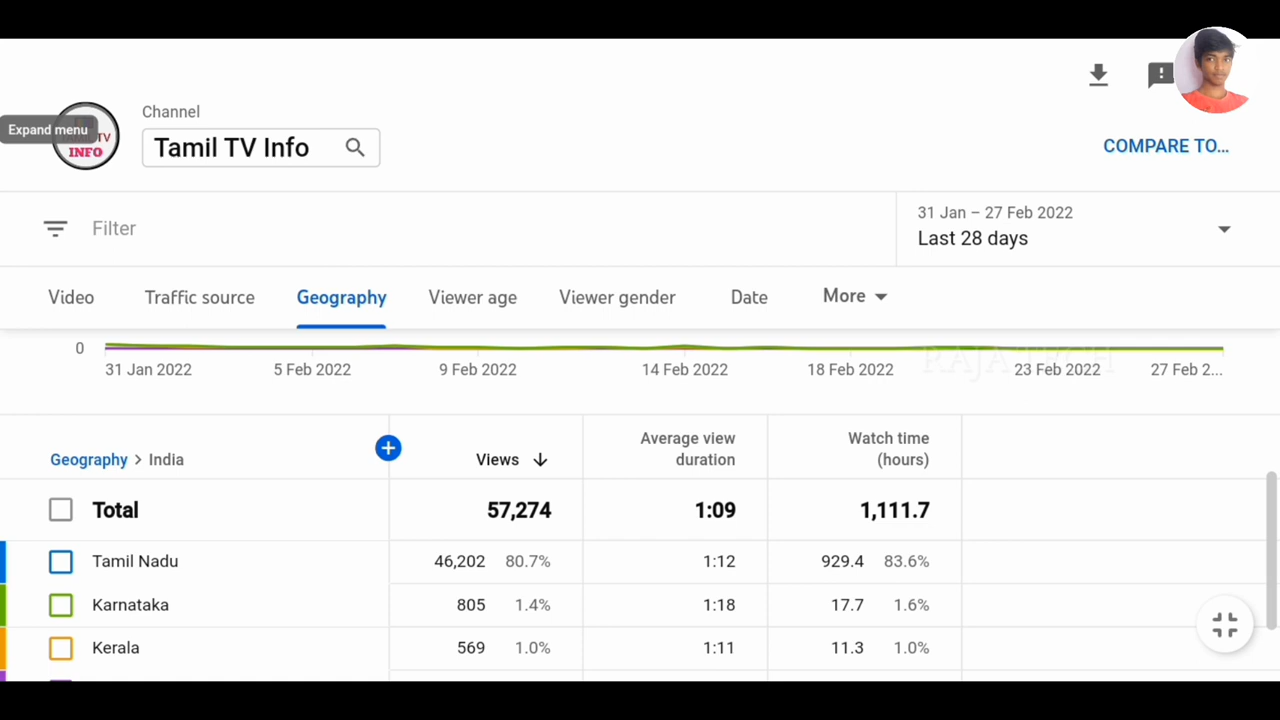 Channel
Expand menu
TV
INFO
Tamil TV Info
COMPARE TO...
Filter
31 Jan – 27 Feb 2022
Last 28 days
Video Traffic source Geography Viewer age Viewer gender Date More
0
RAJA TECH
31 Jan 2022 5 Feb 2022 9 Feb 2022 14 Feb 2022 18 Feb 2022 23 Feb 2022 27 Feb 2...
Geography > India Views Average view duration Watch time (hours)
Total 57,274 1:09 1,111.7
Tamil Nadu 46,202 80.7% 1:12 929.4 83.6%
Karnataka 805 1.4% 1:18 17.7 1.6%
Kerala 569 1.0% 1:11 11.3 1.0%